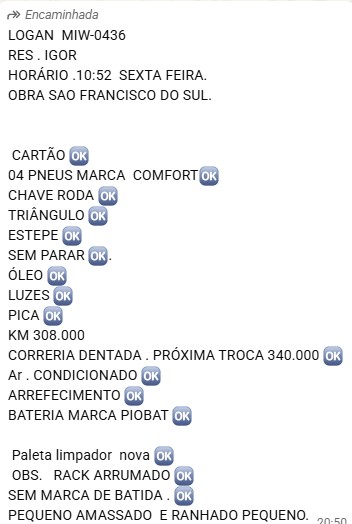 Encaminhada
LOGAN MIW-0436
RES . IGOR
HORÁRIO .10:52 SEXTA FEIRA.
OBRA SAO FRANCISCO DO SUL.
CARTÃO 🆗
04 PNEUS MARCA COMFORT🆗
CHAVE RODA 🆗
TRIÂNGULO 🆗
ESTEPE 🆗
SEM PARAR 🆗.
ÓLEO 🆗
LUZES 🆗
PICA 🆗
KM 308.000
CORRERIA DENTADA . PRÓXIMA TROCA 340.000 🆗
Ar . CONDICIONADO 🆗
ARREFECIMENTO 🆗
BATERIA MARCA PIOBAT 🆗
Paleta limpador nova 🆗
OBS. RACK ARRUMADO 🆗
SEM MARCA DE BATIDA . 🆗
PEQUENO AMASSADO E RANHADO PEQUENO. 20:50